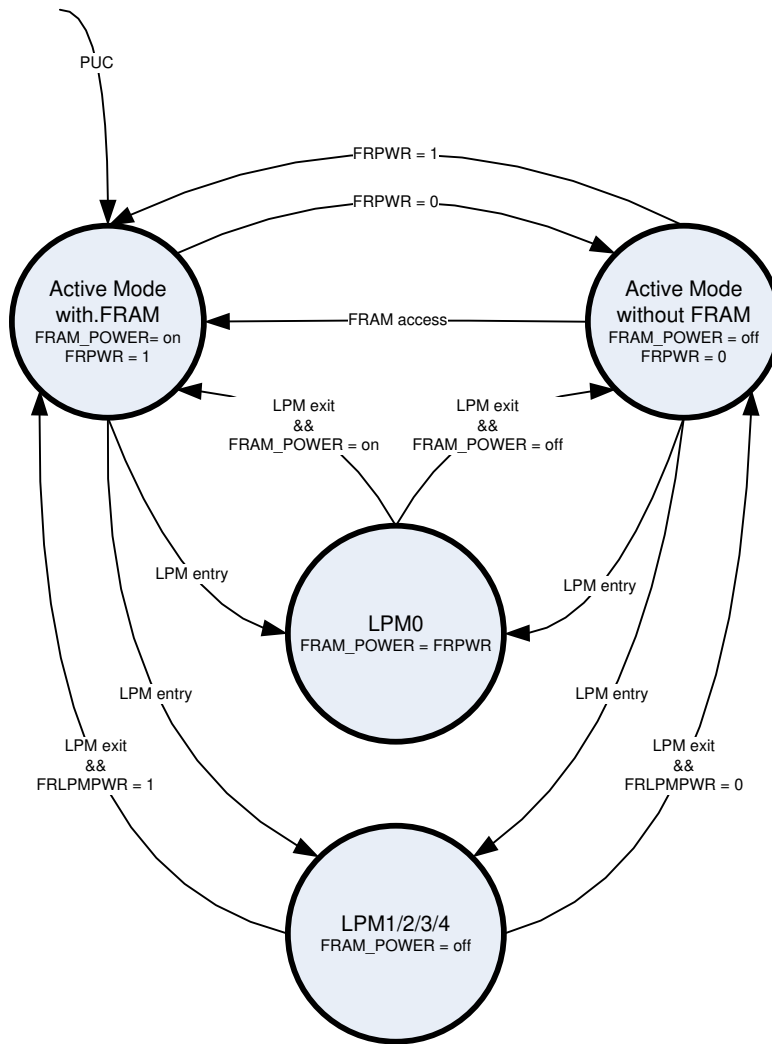 PUC
FRPWR = 1
FRPWR = 0
Active Mode
with.FRAM
FRAM_POWER= on
FRPWR = 1
Active Mode
without FRAM
FRAM_POWER = off
FRPWR = 0
FRAM access
LPM exit
&&
FRAM_POWER = on
LPM exit
&&
FRAM_POWER = off
LPM entry
LPM entry
LPM0
FRAM_POWER = FRPWR
LPM entry
LPM entry
LPM exit
&&
FRLPMPWR = 1
LPM exit
&&
FRLPMPWR = 0
LPM1/2/3/4
FRAM_POWER = off